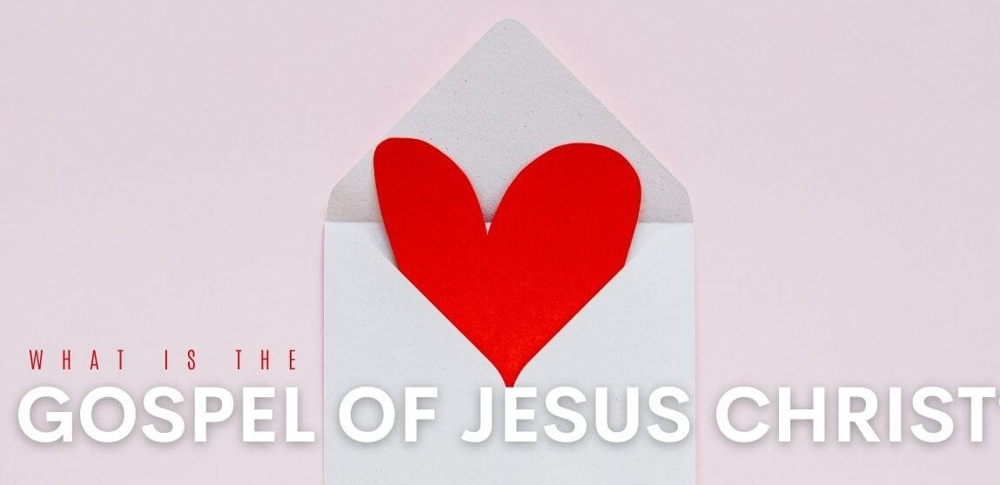 WHAT IS THE
GOSPEL OF JESUS CHRIST